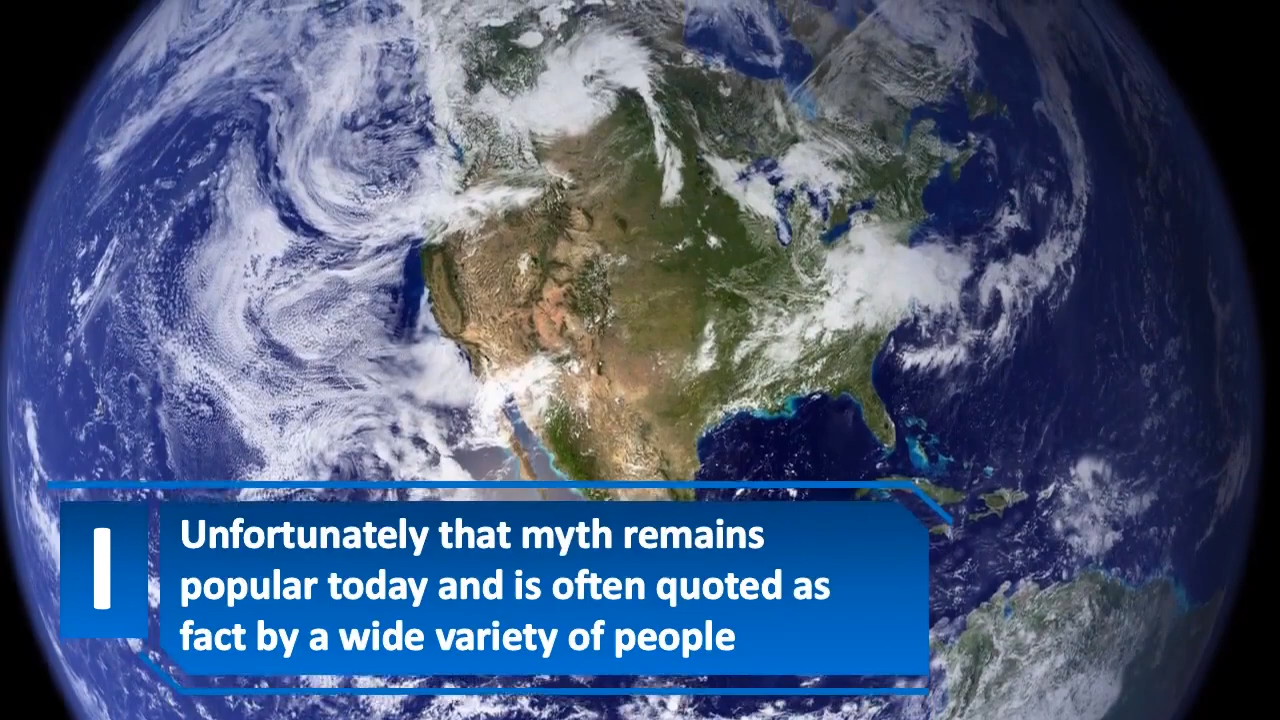 I
Unfortunately that myth remains
popular today and is often quoted as
fact by a wide variety of people